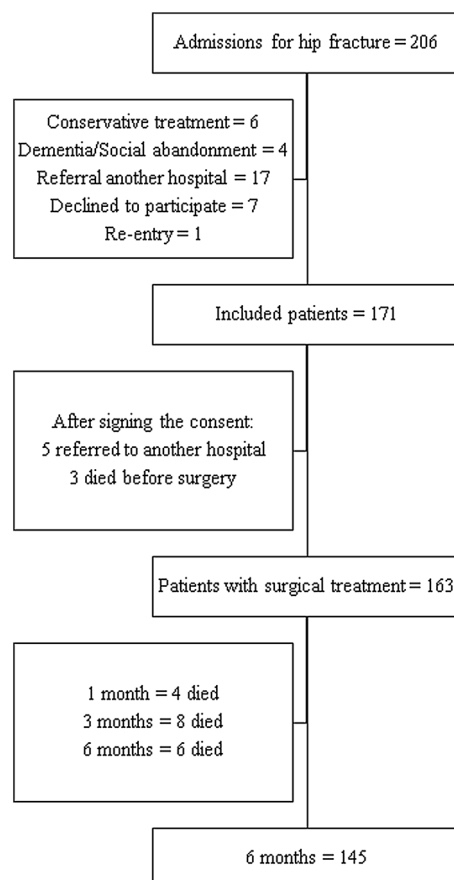 Admissions for hip fracture = 206
Conservative treatment = 6
Dementia/Social abandonment = 4
Referral another hospital = 17
Declined to participate = 7
Re-entry = 1
Included patients = 171
After signing the consent:
5 referred to another hospital
3 died before surgery
Patients with surgical treatment = 163
1 month = 4 died
3 months = 8 died
6 months = 6 died
6 months = 145